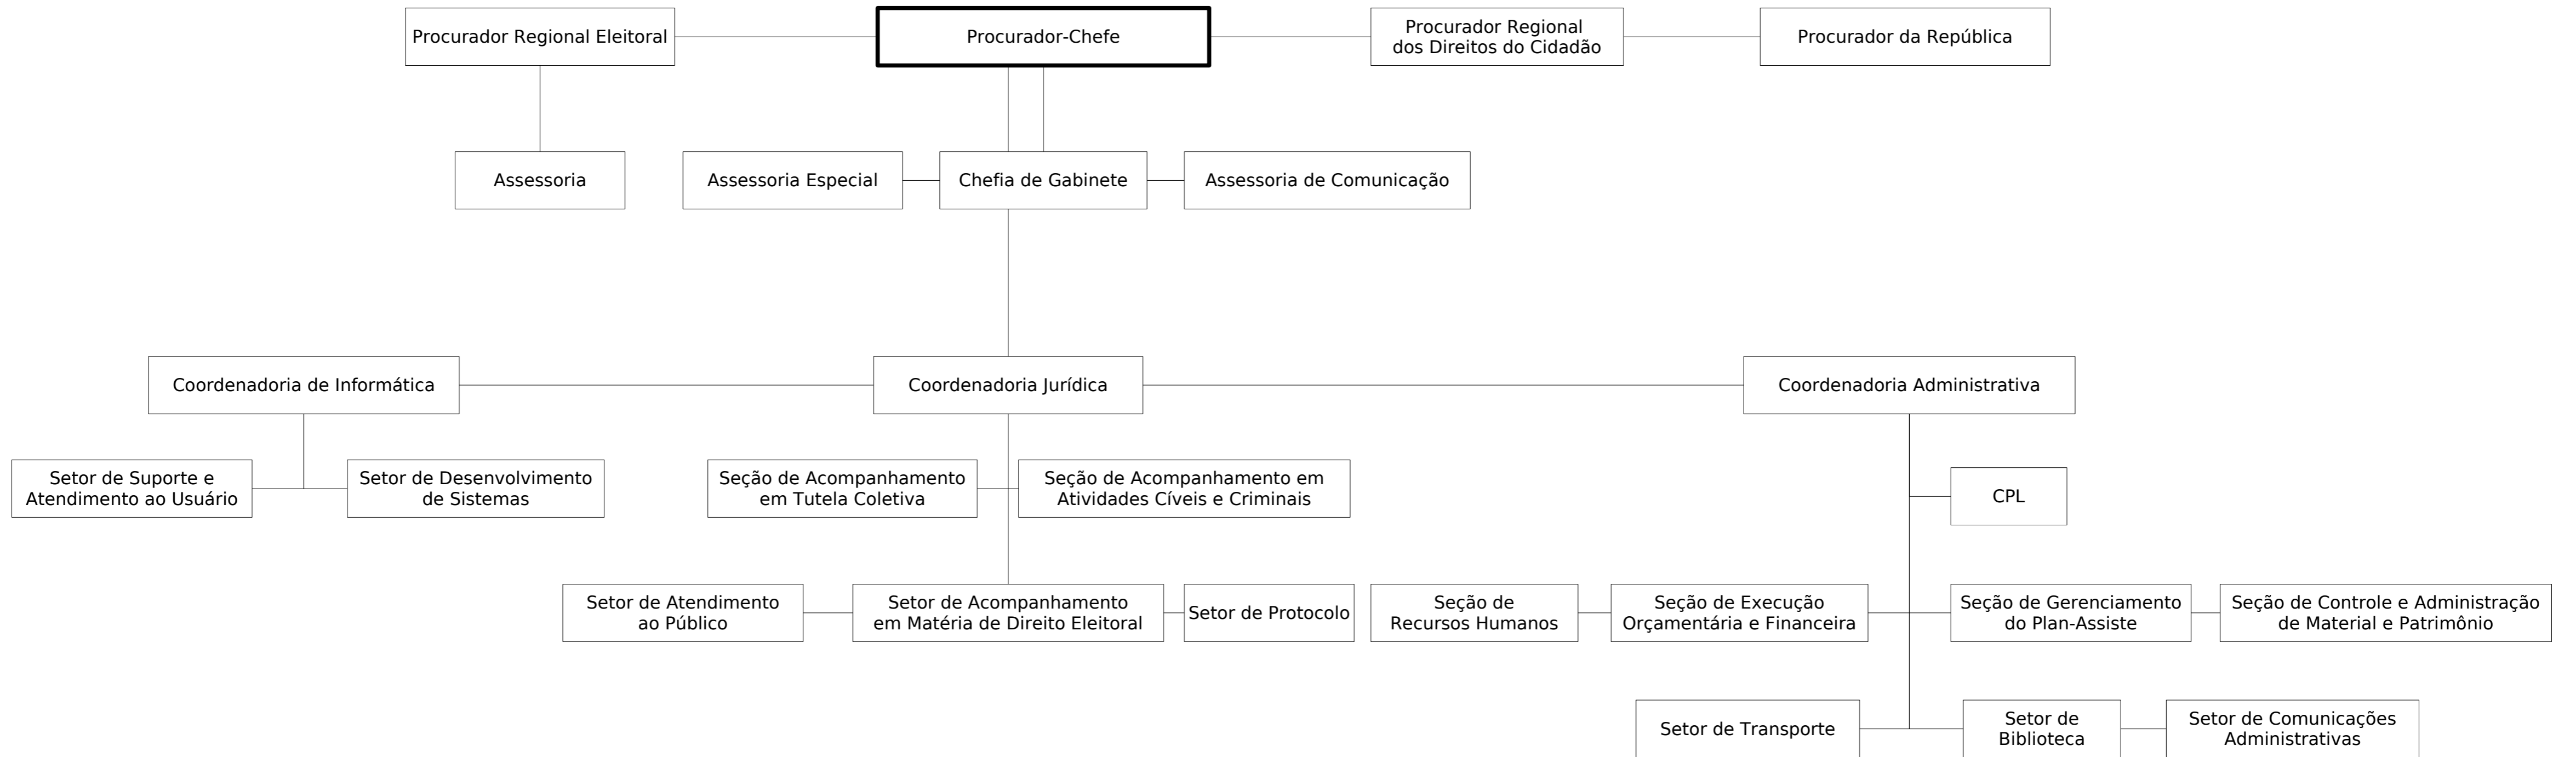 Procurador Regional Eleitoral
Procurador-Chefe
Procurador Regional
dos Direitos do Cidadão
Procurador da República
Assessoria
Assessoria Especial
Chefia de Gabinete
Assessoria de Comunicação
Coordenadoria de Informática
Coordenadoria Jurídica
Coordenadoria Administrativa
Setor de Suporte e
Atendimento ao Usuário
Setor de Desenvolvimento
de Sistemas
Seção de Acompanhamento
em Tutela Coletiva
Seção de Acompanhamento em
Atividades Cíveis e Criminais
CPL
Setor de Atendimento
ao Público
Setor de Acompanhamento
em Matéria de Direito Eleitoral
Setor de Protocolo
Seção de
Recursos Humanos
Seção de Execução
Orçamentária e Financeira
Seção de Gerenciamento
do Plan-Assiste
Seção de Controle e Administração
de Material e Patrimônio
Setor de Transporte
Setor de
Biblioteca
Setor de Comunicações
Administrativas